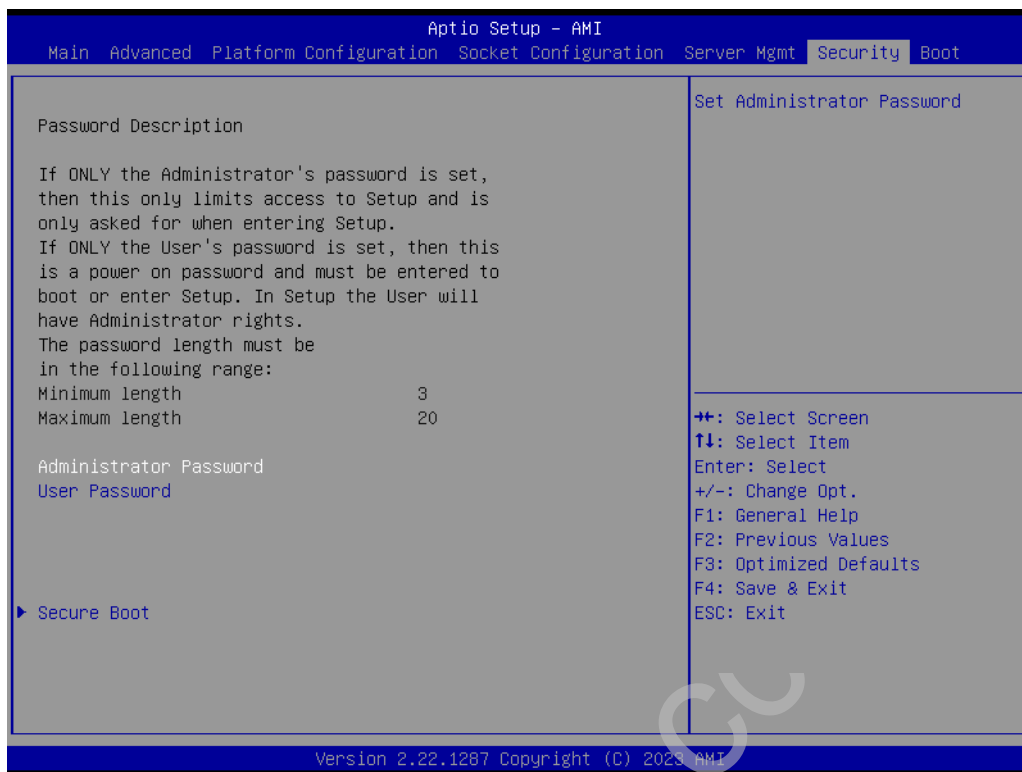 Aptio Setup – AMI
Main Advanced Platform Configuration Socket Configuration Server Mgmt Security Boot
Set Administrator Password
Password Description
If ONLY the Administrator's password is set,
then this only limits access to Setup and is
only asked for when entering Setup.
If ONLY the User's password is set, then this
is a power on password and must be entered to
boot or enter Setup. In Setup the User will
have Administrator rights.
The password length must be
in the following range:
Minimum length 3
Maximum length 20
Administrator Password
User Password
Secure Boot
→←: Select Screen
↑↓: Select Item
Enter: Select
+/-: Change Opt.
F1: General Help
F2: Previous Values
F3: Optimized Defaults
F4: Save & Exit
ESC: Exit
Version 2.22.1287 Copyright (C) 2023 AMI